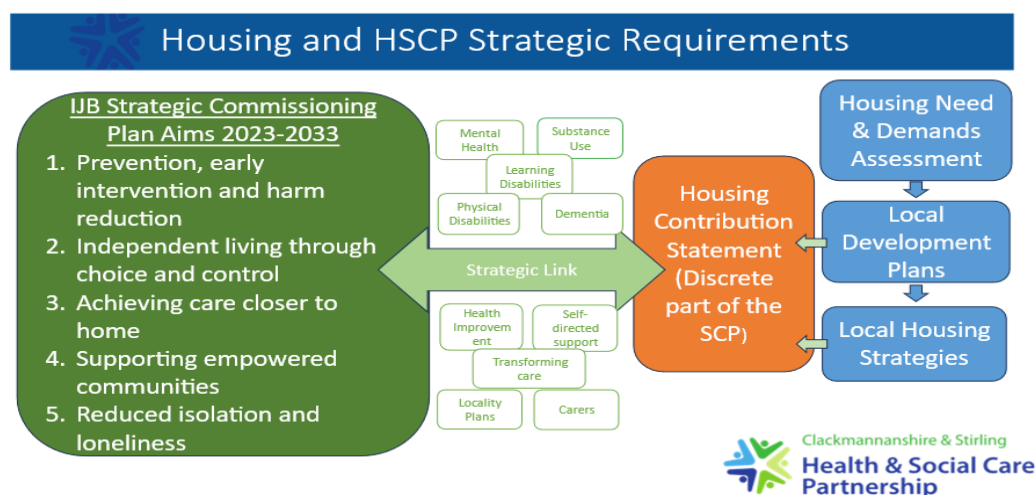 Housing and HSCP Strategic Requirements
IJB Strategic Commissioning
Plan Aims 2023-2033
1. Prevention, early
intervention and harm
reduction
2. Independent living through
choice and control
3. Achieving care closer to
home
4. Supporting empowered
communities
5. Reduced isolation and
loneliness
Mental
Health
Substance
Use
Learning
Disabilities
Physical
Disabilities
Dementia
Strategic Link
Health
Improvem
ent
Self-
directed
support
Transforming
care
Locality
Plans
Carers
Housing
Contribution
Statement
(Discrete
part of the
SCP)
Housing Need
& Demands
Assessment
Local
Development
Plans
Local Housing
Strategies
Clackmannanshire & Stirling
Health & Social Care
Partnership